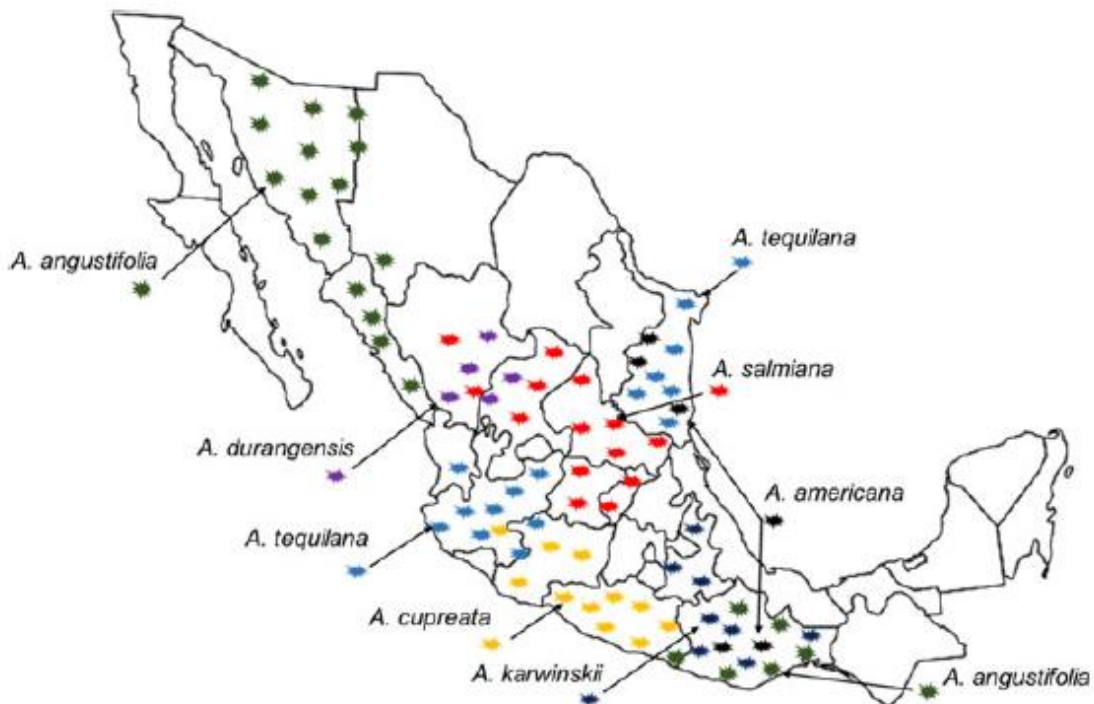 A. tequilana
A. angustifolia
A. salmiana
A. durangensis
A. americana
A. tequilana
A. cupreata
A. karwinskii
A. angustifolia